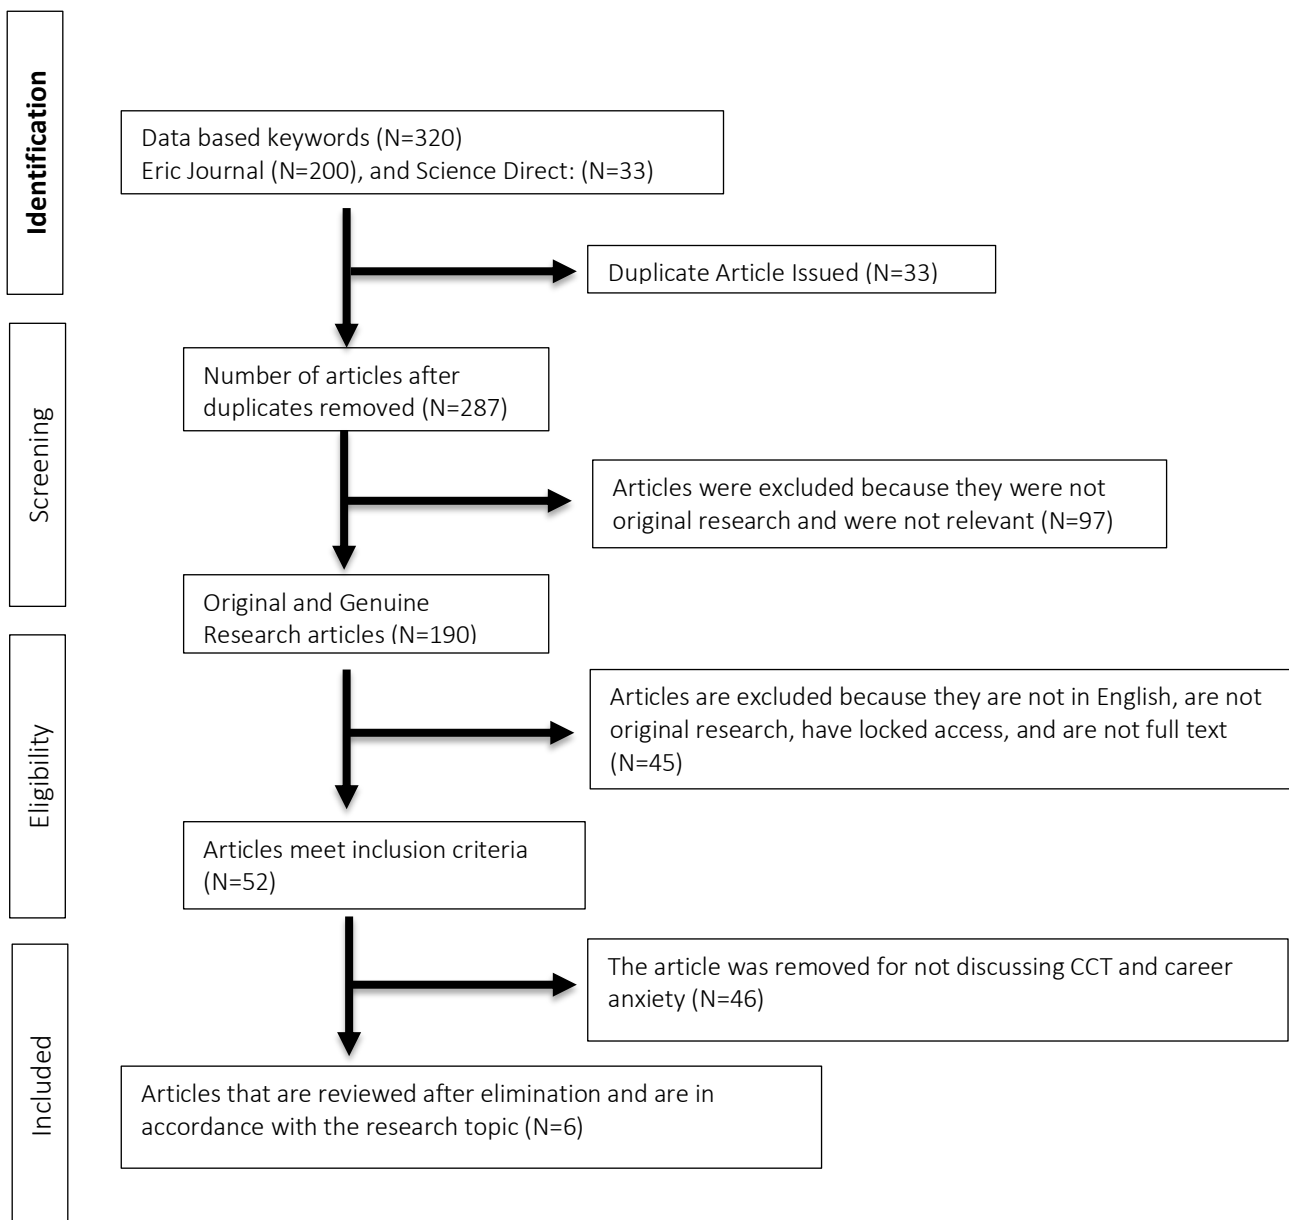 Identification
Data based keywords (N=320)
Eric Journal (N=200), and Science Direct: (N=33)
Duplicate Article Issued (N=33)
Screening
Number of articles after
duplicates removed (N=287)
Articles were excluded because they were not
original research and were not relevant (N=97)
Original and Genuine
Research articles (N=190)
Eligibility
Articles are excluded because they are not in English, are not
original research, have locked access, and are not full text
(N=45)
Articles meet inclusion criteria
(N=52)
Included
The article was removed for not discussing CCT and career
anxiety (N=46)
Articles that are reviewed after elimination and are in
accordance with the research topic (N=6)